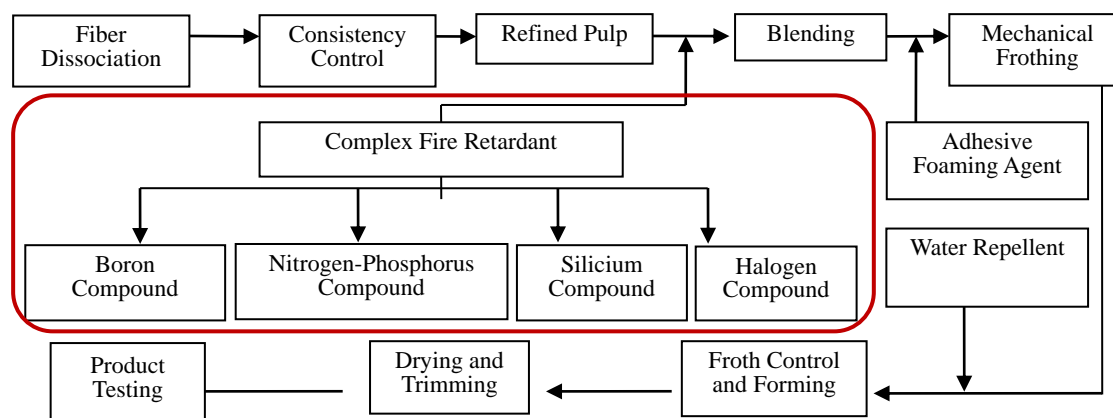 Fiber
Dissociation
Consistency
Control
Refined Pulp
Blending
Mechanical
Frothing
Complex Fire Retardant
Adhesive
Foaming Agent
Boron
Compound
Nitrogen-Phosphorus
Compound
Silicium
Compound
Halogen
Compound
Water Repellent
Product
Testing
Drying and
Trimming
Froth Control
and Forming